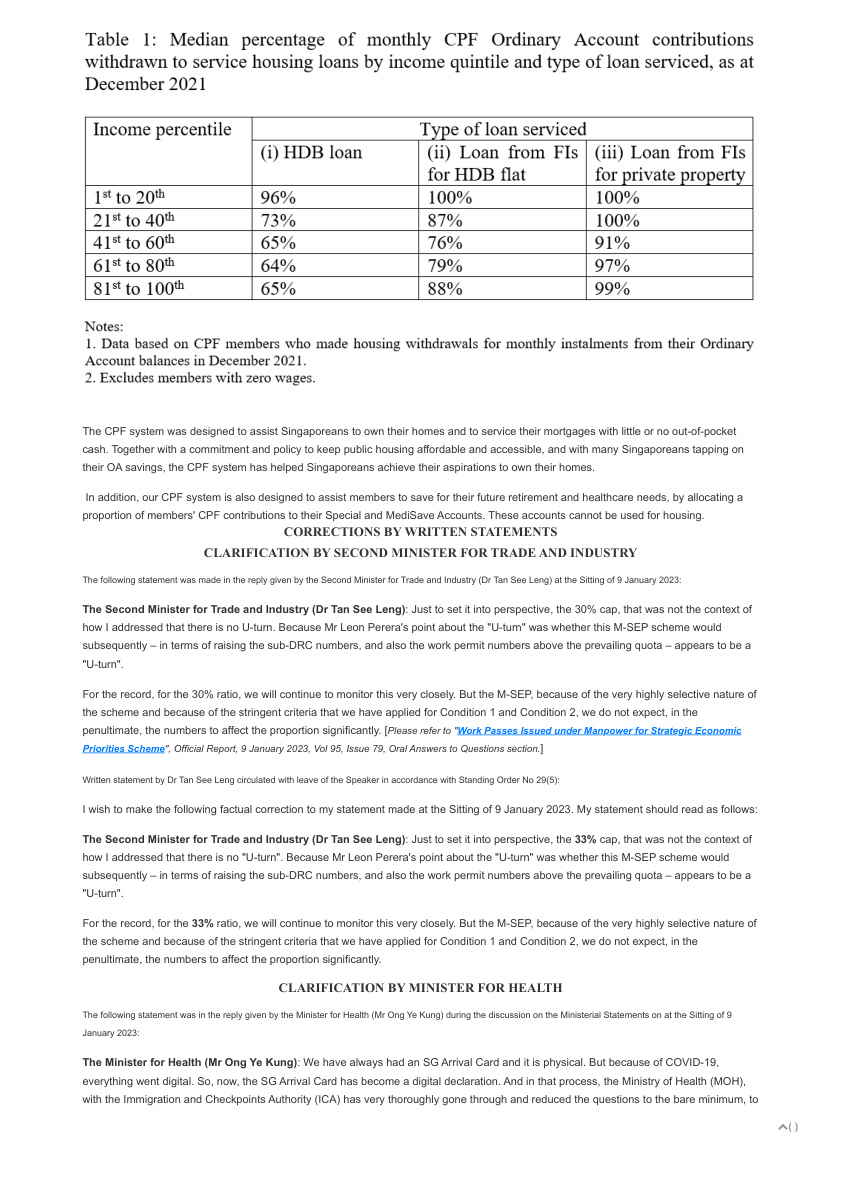 Table 1: Median percentage of monthly CPF Ordinary Account contributions
withdrawn to service housing loans by income quintile and type of loan serviced, as at
December 2021
Income percentile
Type of loan serviced
(i) HDB loan
(ii) Loan from FIs
for HDB flat
(iii) Loan from FIs
for private property
1st to 20th 96% 100% 100%
21st to 40th 73% 87% 100%
41st to 60th 65% 76% 91%
61st to 80th 64% 79% 97%
81st to 100th 65% 88% 99%
Notes:
1. Data based on CPF members who made housing withdrawals for monthly instalments from their Ordinary
Account balances in December 2021.
2. Excludes members with zero wages.
The CPF system was designed to assist Singaporeans to own their homes and to service their mortgages with little or no out-of-pocket
cash. Together with a commitment and policy to keep public housing affordable and accessible, and with many Singaporeans tapping on
their OA savings, the CPF system has helped Singaporeans achieve their aspirations to own their homes.
In addition, our CPF system is also designed to assist members to save for their future retirement and healthcare needs, by allocating a
proportion of members' CPF contributions to their Special and MediSave Accounts. These accounts cannot be used for housing.
CORRECTIONS BY WRITTEN STATEMENTS
CLARIFICATION BY SECOND MINISTER FOR TRADE AND INDUSTRY
The following statement was made in the reply given by the Second Minister for Trade and Industry (Dr Tan See Leng) at the Sitting of 9 January 2023:
The Second Minister for Trade and Industry (Dr Tan See Leng): Just to set it into perspective, the 30% cap, that was not the context of
how I addressed that there is no U-turn. Because Mr Leon Perera's point about the "U-turn" was whether this M-SEP scheme would
subsequently – in terms of raising the sub-DRC numbers, and also the work permit numbers above the prevailing quota – appears to be a
"U-turn".
For the record, for the 30% ratio, we will continue to monitor this very closely. But the M-SEP, because of the very highly selective nature of
the scheme and because of the stringent criteria that we have applied for Condition 1 and Condition 2, we do not expect, in the
penultimate, the numbers to affect the proportion significantly. [Please refer to "Work Passes Issued under Manpower for Strategic Economic
Priorities Scheme", Official Report, 9 January 2023, Vol 95, Issue 79, Oral Answers to Questions section.]
Written statement by Dr Tan See Leng circulated with leave of the Speaker in accordance with Standing Order No 29(5):
I wish to make the following factual correction to my statement made at the Sitting of 9 January 2023. My statement should read as follows:
The Second Minister for Trade and Industry (Dr Tan See Leng): Just to set it into perspective, the 33% cap, that was not the context of
how I addressed that there is no "U-turn". Because Mr Leon Perera's point about the "U-turn" was whether this M-SEP scheme would
subsequently – in terms of raising the sub-DRC numbers, and also the work permit numbers above the prevailing quota – appears to be a
"U-turn".
For the record, for the 33% ratio, we will continue to monitor this very closely. But the M-SEP, because of the very highly selective nature of
the scheme and because of the stringent criteria that we have applied for Condition 1 and Condition 2, we do not expect, in the
penultimate, the numbers to affect the proportion significantly.
CLARIFICATION BY MINISTER FOR HEALTH
The following statement was in the reply given by the Minister for Health (Mr Ong Ye Kung) during the discussion on the Ministerial Statements on at the Sitting of 9
January 2023:
The Minister for Health (Mr Ong Ye Kung): We have always had an SG Arrival Card and it is physical. But because of COVID-19,
everything went digital. So, now, the SG Arrival Card has become a digital declaration. And in that process, the Ministry of Health (MOH),
with the Immigration and Checkpoints Authority (ICA) has very thoroughly gone through and reduced the questions to the bare minimum, to
( )